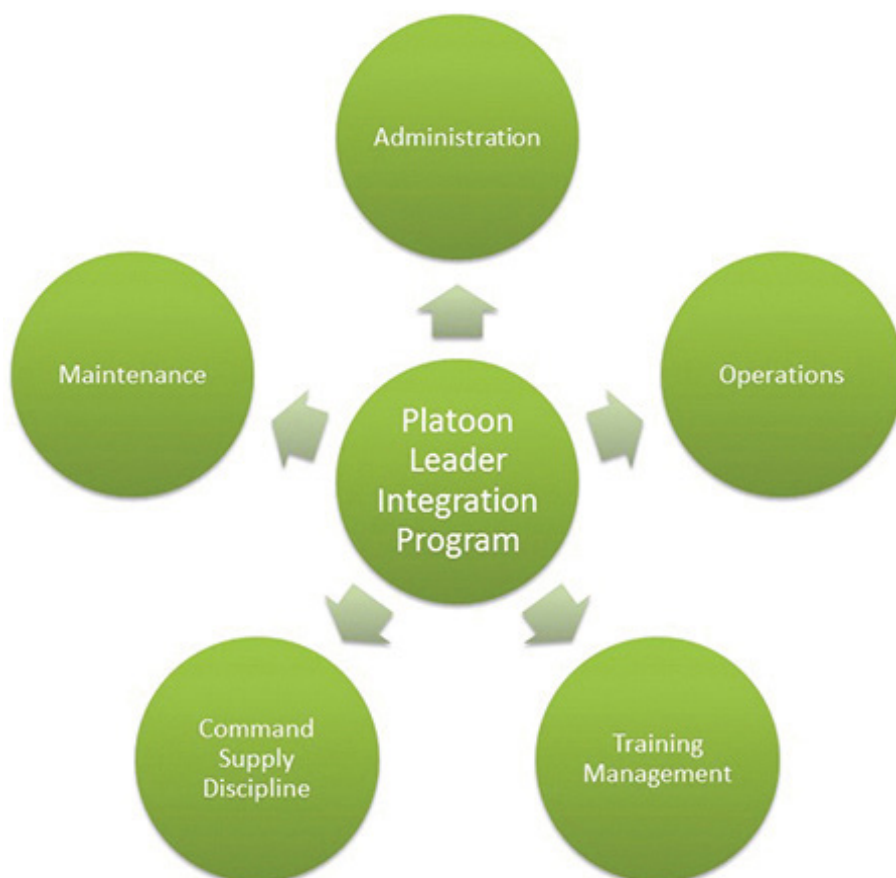 Administration
Maintenance
Operations
Platoon
Leader
Integration
Program
Command
Supply
Discipline
Training
Management